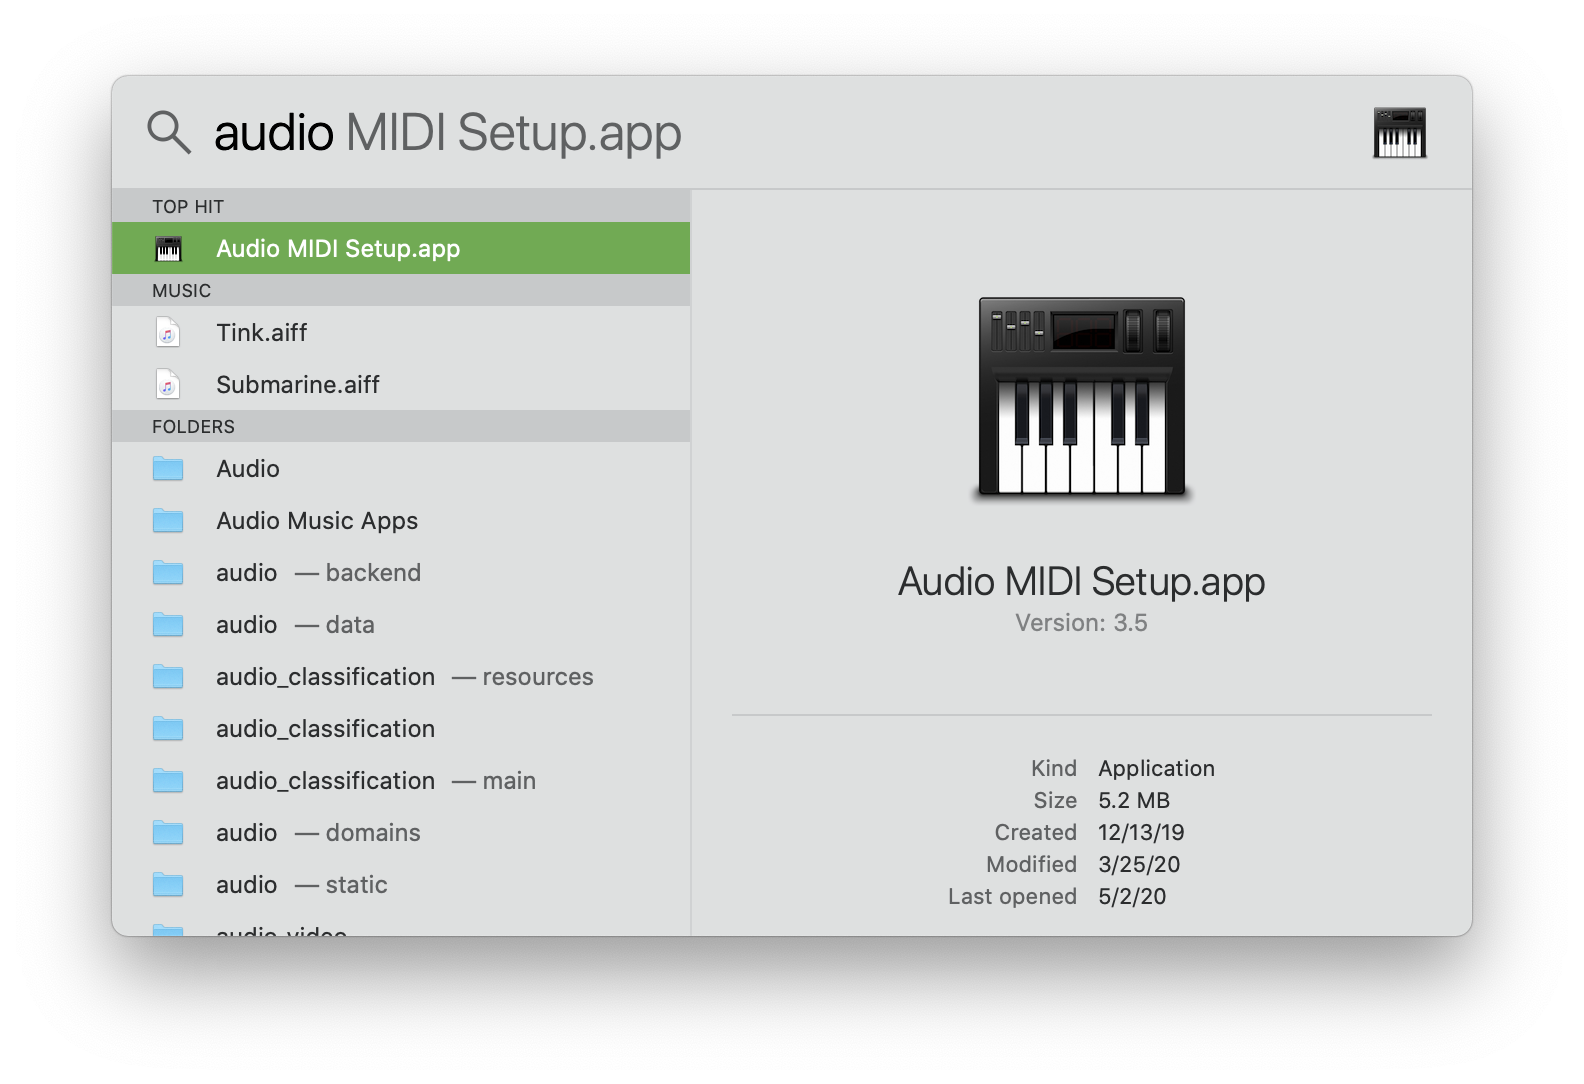 audio MIDI Setup.app
TOP HIT
Audio MIDI Setup.app
MUSIC
Tink.aiff
Submarine.aiff
FOLDERS
Audio
Audio Music Apps
audio — backend
audio — data
audio_classification — resources
audio_classification
audio_classification — main
audio — domains
audio — static
Audio MIDI Setup.app
Version: 3.5
Kind Application
Size 5.2 MB
Created 12/13/19
Modified 3/25/20
Last opened 5/2/20